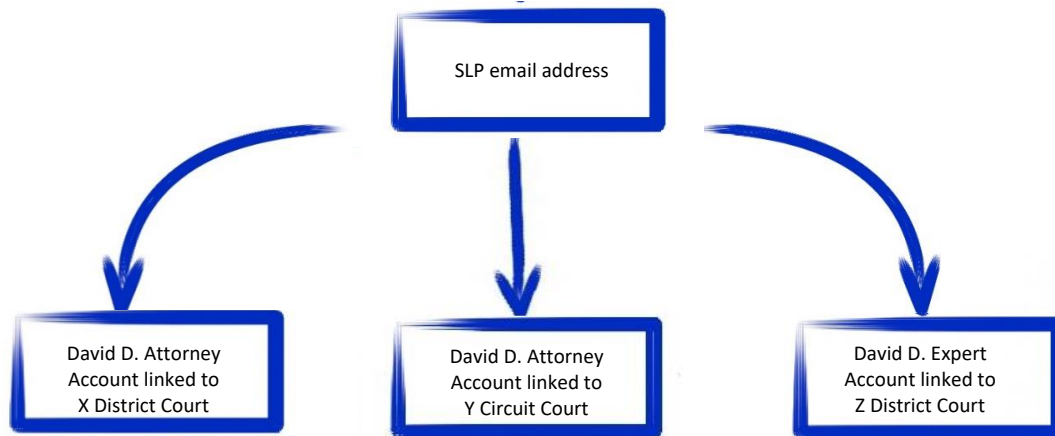 SLP email address
David D. Attorney
Account linked to
X District Court
David D. Attorney
Account linked to
Y Circuit Court
David D. Expert
Account linked to
Z District Court